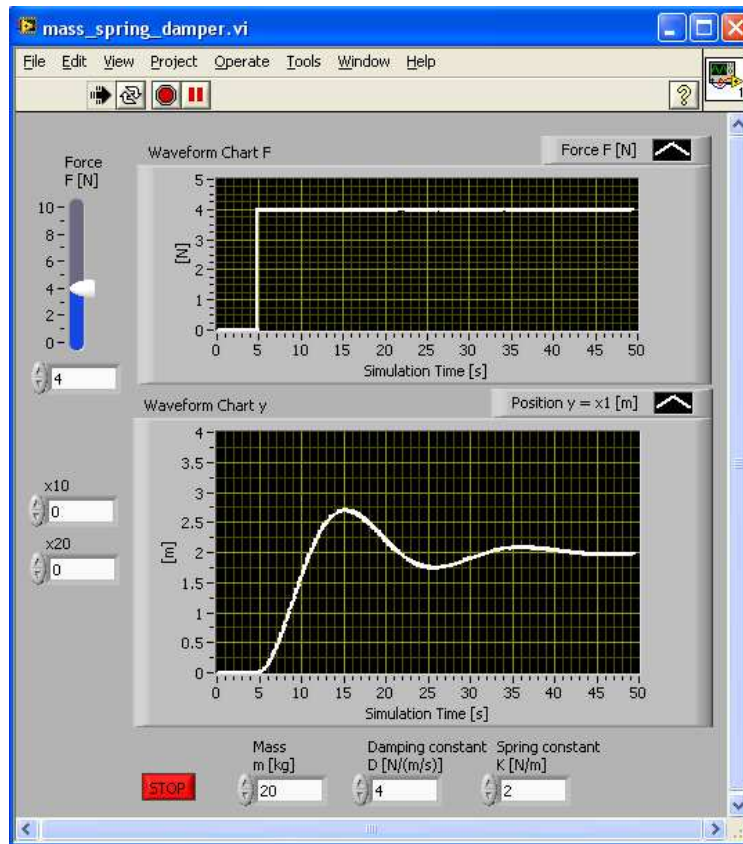 mass_spring_damper.vi
File Edit View Project Operate Tools Window Help
1
Force
F [N]
10
8
6
4
2
0
4
Waveform Chart F
Force F [N]
5
4
3
2
1
0
[N]
0 5 10 15 20 25 30 35 40 45 50
Simulation Time [s]
Waveform Chart y
Position y = x1 [m]
x10
0
x20
0
4
3.5
3
2.5
2
1.5
1
0.5
0
[m]
0 5 10 15 20 25 30 35 40 45 50
Simulation Time [s]
STOP
Mass
m [kg]
20
Damping constant
D [N/(m/s)]
4
Spring constant
K [N/m]
2